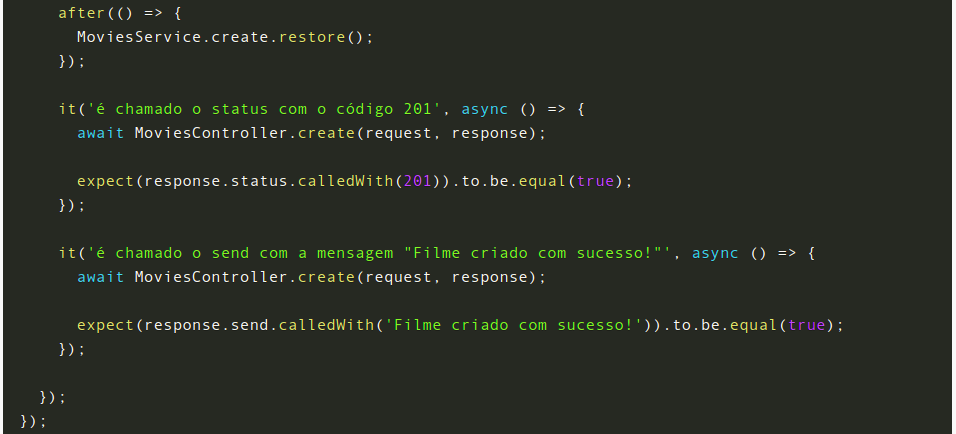 after(() => {
MoviesService.create.restore();
});
it('é chamado o status com o código 201', async () => {
await MoviesController.create(request, response);
expect(response.status.calledWith(201)).to.be.equal(true);
});
it('é chamado o send com a mensagem "Filme criado com sucesso!"', async () => {
await MoviesController.create(request, response);
expect(response.send.calledWith('Filme criado com sucesso!')).to.be.equal(true);
});
});
});